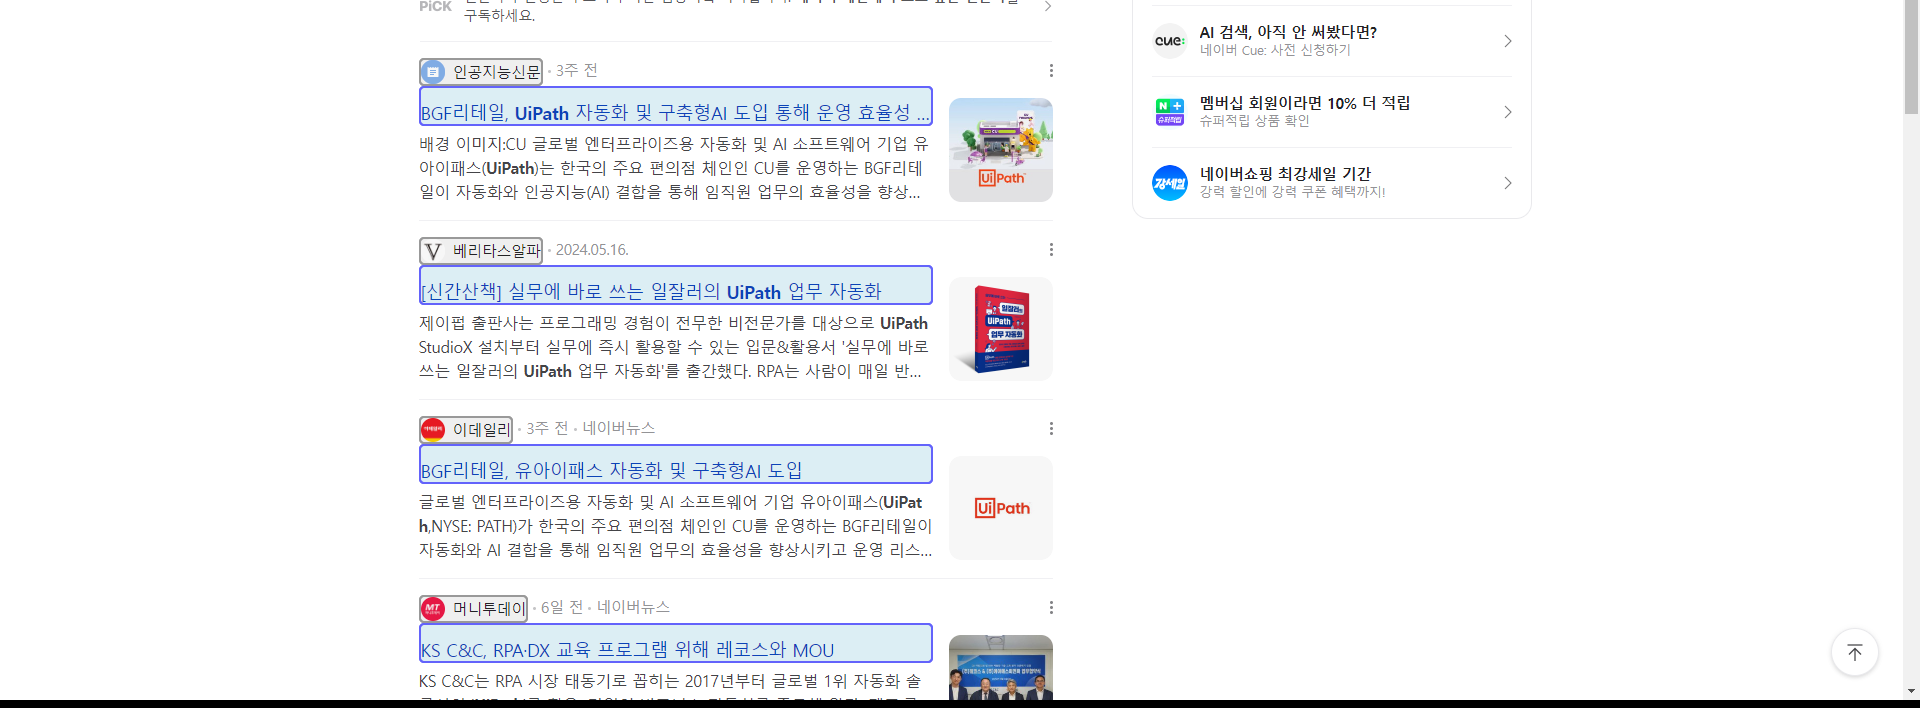 PiCK
구독하세요.
인공지능신문 · 3주 전
BGF리테일, UiPath 자동화 및 구축형AI 도입 통해 운영 효율성 ...
배경 이미지:CU 글로벌 엔터프라이즈용 자동화 및 AI 소프트웨어 기업 유
아이패스(UiPath)는 한국의 주요 편의점 체인인 CU를 운영하는 BGF리테
일이 자동화와 인공지능(AI) 결합을 통해 임직원 업무의 효율성을 향상...
CU
UiPath
베리타스알파 · 2024.05.16.
[신간산책] 실무에 바로 쓰는 일잘러의 UiPath 업무 자동화
제이펍 출판사는 프로그래밍 경험이 전무한 비전문가를 대상으로 UiPath
StudioX 설치부터 실무에 즉시 활용할 수 있는 입문&활용서 '실무에 바로
쓰는 일잘러의 UiPath 업무 자동화'를 출간했다. RPA는 사람이 매일 반...
일잘러의
UiPath
업무 자동화
이데일리 · 3주 전 · 네이버뉴스
BGF리테일, 유아이패스 자동화 및 구축형AI 도입
글로벌 엔터프라이즈용 자동화 및 AI 소프트웨어 기업 유아이패스(UiPat
h,NYSE: PATH)가 한국의 주요 편의점 체인인 CU를 운영하는 BGF리테일이
자동화와 AI 결합을 통해 임직원 업무의 효율성을 향상시키고 운영 리스...
UiPath
MT 머니투데이 · 6일 전 · 네이버뉴스
KS C&C, RPA·DX 교육 프로그램 위해 레코스와 MOU
KS C&C는 RPA 시장 태동기로 꼽히는 2017년부터 글로벌 1위 자동화 솔
cue:
AI 검색, 아직 안 써봤다면?
네이버 Cue: 사전 신청하기
N +
슈퍼적립
멤버십 회원이라면 10% 더 적립
슈퍼적립 상품 확인
강세일
네이버쇼핑 최강세일 기간
강력 할인에 강력 쿠폰 혜택까지!